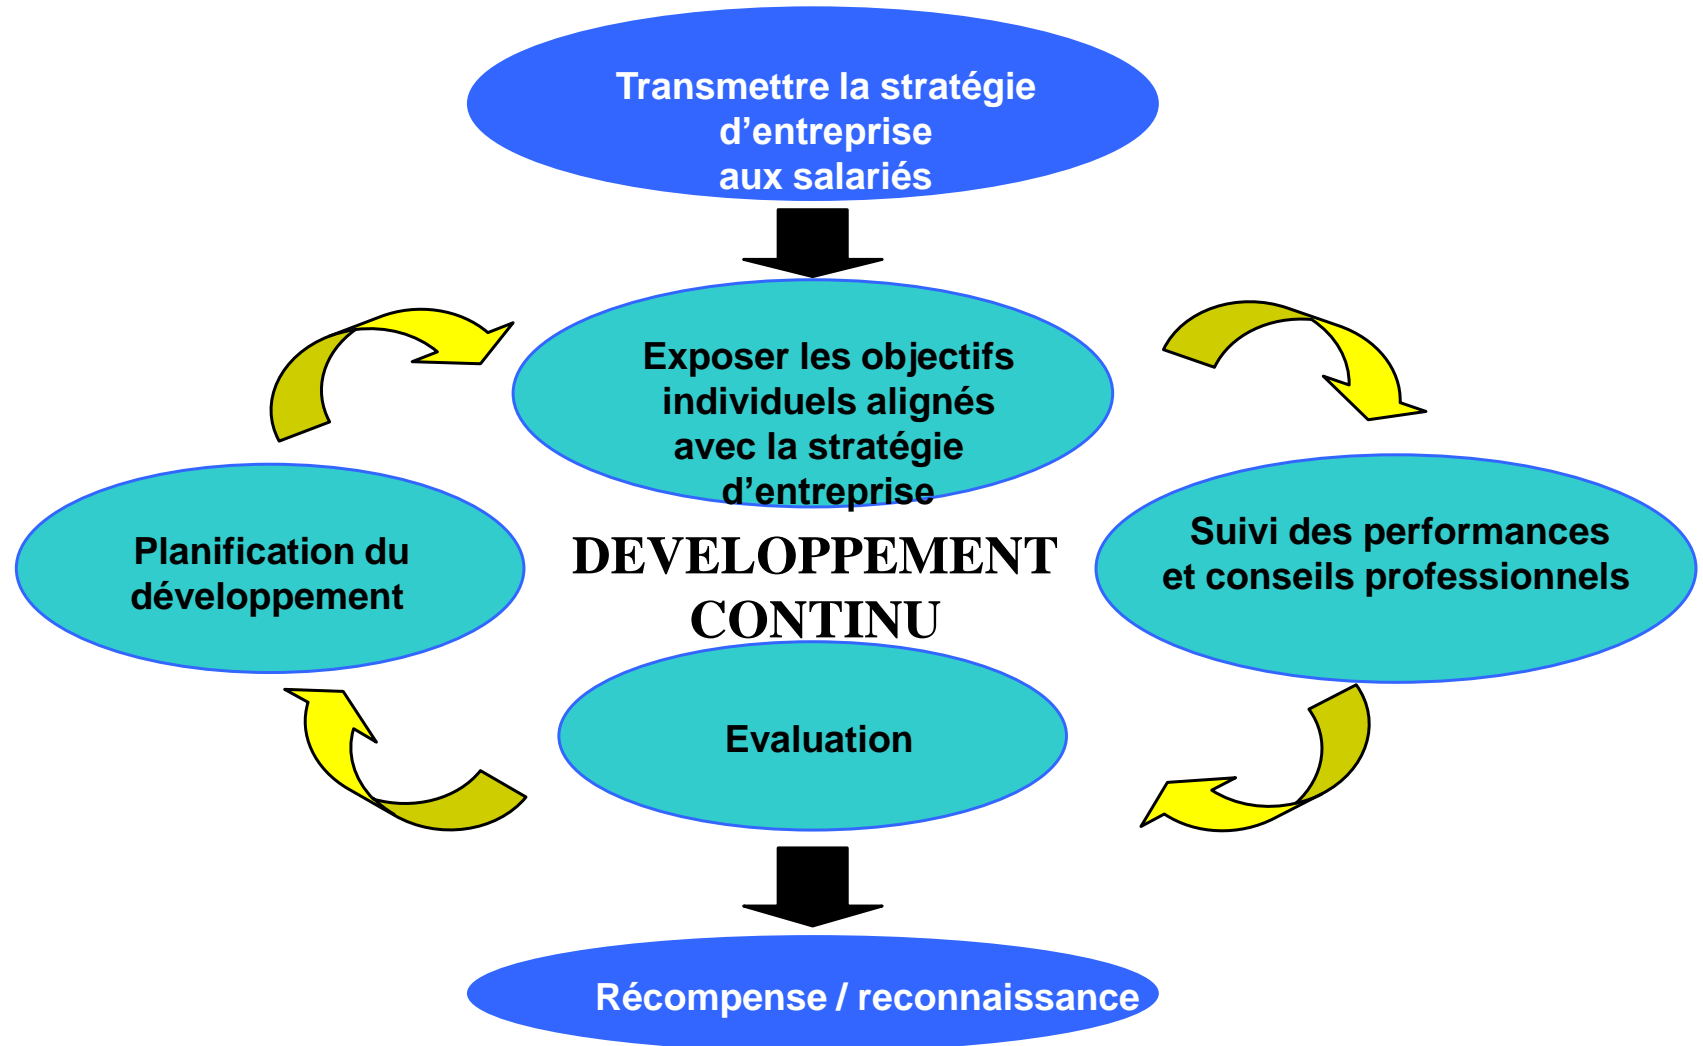 Transmettre la stratégie
d’entreprise
aux salariés
Exposer les objectifs
individuels alignés
avec la stratégie
d’entreprise
Planification du
développement
DEVELOPPEMENT
CONTINU
Suivi des performances
et conseils professionnels
Evaluation
Récompense / reconnaissance